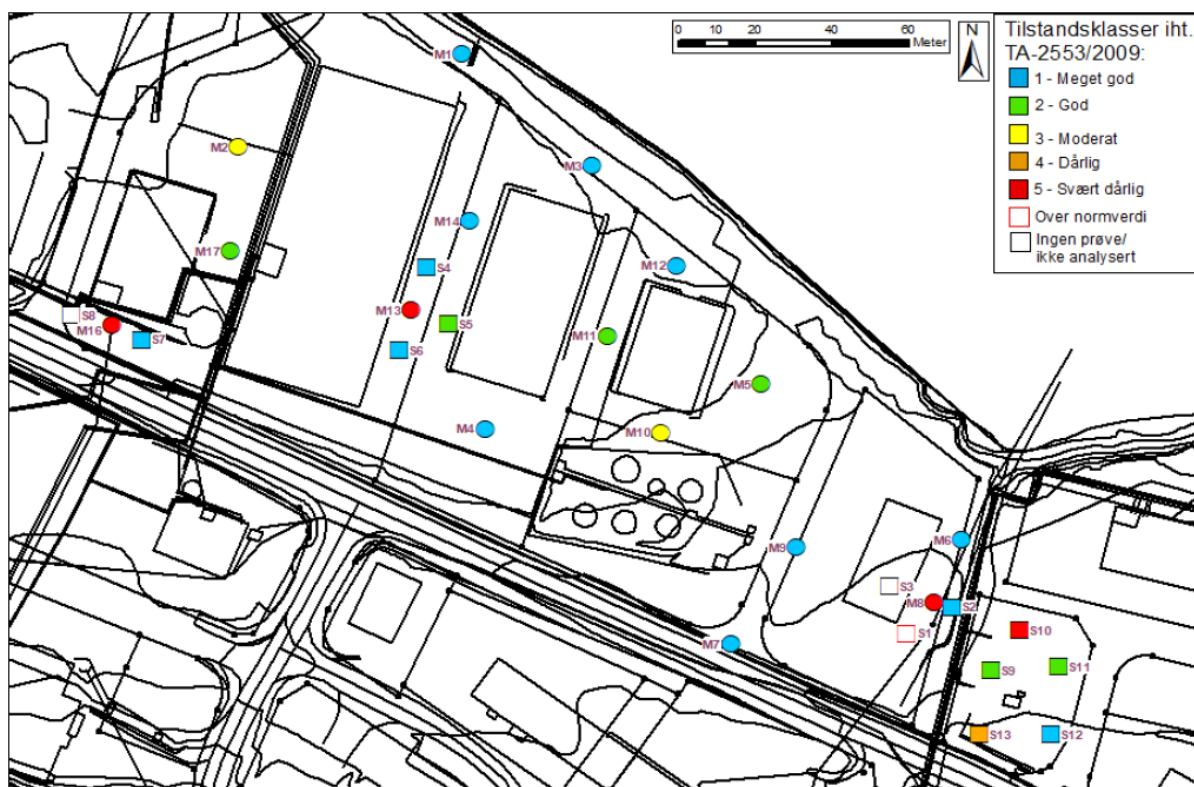 0 20 40 60
Meter
N
Tilstandsklasser iht.
TA-2553/2009:
1 - Meget god
2 - God
3 - Moderat
4 - Dårlig
5 - Svært dårlig
Over normverdi
Ingen prøve/
ikke analysert
M1
M2
M3
M14
M17
M12
S4
M13
S8
M16
S5
S7
M11
S6
M5
M4
M10
M6
M9
S3
M8
S2
S1
S10
M7
S9
S11
S13
S12